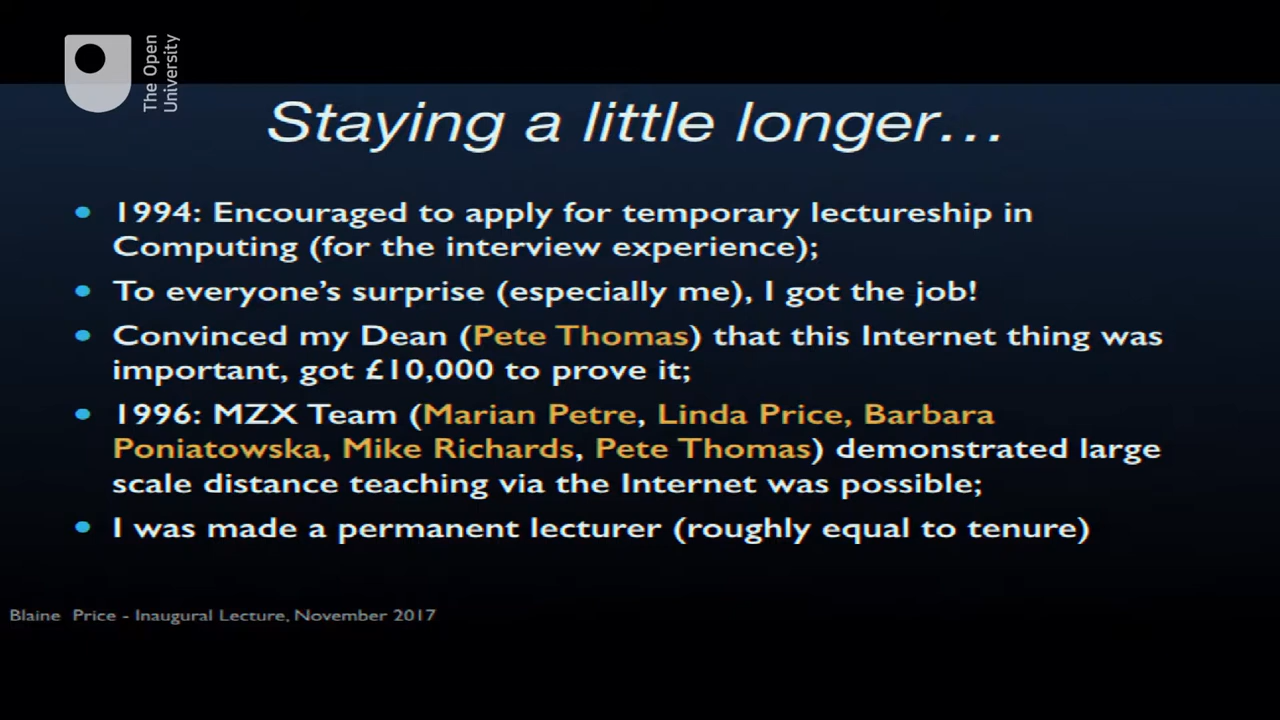 The Open
University
Staying a little longer…
1994: Encouraged to apply for temporary lectureship in
Computing (for the interview experience);
To everyone's surprise (especially me), I got the job!
Convinced my Dean (Pete Thomas) that this Internet thing was
important, got £10,000 to prove it;
1996: MZX Team (Marian Petre, Linda Price, Barbara
Poniatowska, Mike Richards, Pete Thomas) demonstrated large
scale distance teaching via the Internet was possible;
I was made a permanent lecturer (roughly equal to tenure)
Blaine Price - Inaugural Lecture, November 2017